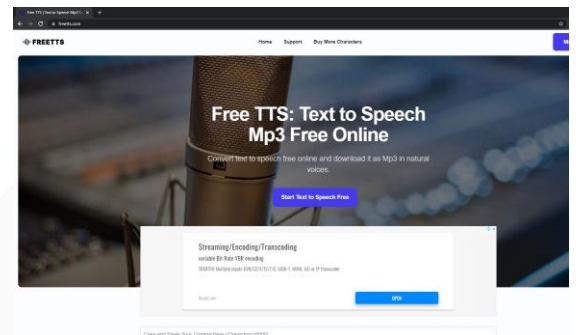 Free TTS | Text to Speech Mp3 F
freetts.com
FREETTS
Home Support Buy More Characters
Free TTS: Text to Speech
Mp3 Free Online
Convert text to speech free online and download it as Mp3 in natural
voices.
Start Text to Speech Free
Streaming/Encoding/Transcoding
variable Bit Rate VBR encoding
OPEN